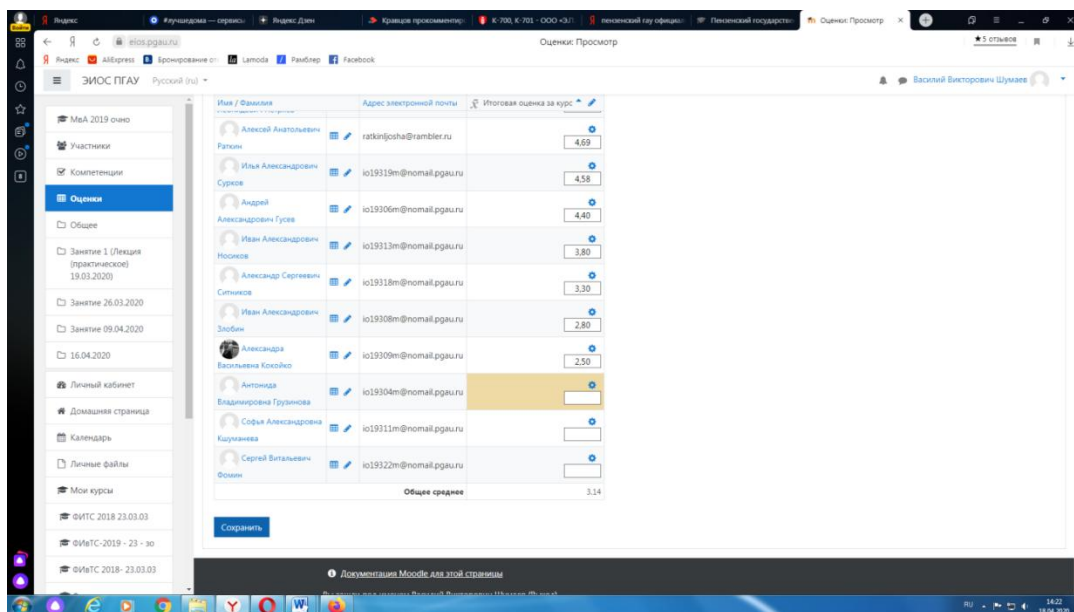 Яндекс
#лучшедома — сервисы
Яндекс.Дзен
Кравцов прокомментир
К-700, К-701 - ООО «ЭЛ
пензенский гау официал
Пензенский государстве
Оценки: Просмотр
eios.pgau.ru
Оценки: Просмотр
★ 5 отзывов
Яндекс
AliExpress
Бронирование от
Lamoda
Рамблер
Facebook
ЭИОС ПГАУ
Русский (ru)
Василий Викторович Шумаев
МвА 2019 очно
Участники
Компетенции
Оценки
Общее
Занятие 1 (Лекция
(практическое)
19.03.2020)
Занятие 26.03.2020
Занятие 09.04.2020
16.04.2020
Личный кабинет
Домашняя страница
Календарь
Личные файлы
Мои курсы
ФИТС 2018 23.03.03
ФИвТС-2019 - 23 - зо
ФИвТС 2018- 23.03.03
Имя / Фамилия
Адрес электронной почты
Итоговая оценка за курс
Алексей Анатольевич
Раткин
ratkinljosha@rambler.ru
4,69
Илья Александрович
Сурков
io19319m@nomail.pgau.ru
4,58
Андрей
Александрович Гусев
io19306m@nomail.pgau.ru
4,40
Иван Александрович
Носиков
io19313m@nomail.pgau.ru
3,80
Александр Сергеевич
Ситников
io19318m@nomail.pgau.ru
3,30
Иван Александрович
Злобин
io19308m@nomail.pgau.ru
2,80
Александра
Васильевна Кокойко
io19309m@nomail.pgau.ru
2,50
Антонида
Владимировна Грузинова
io19304m@nomail.pgau.ru
Софья Александровна
Кшуманева
io19311m@nomail.pgau.ru
Сергей Витальевич
Фомин
io19322m@nomail.pgau.ru
Общее среднее
3,14
Сохранить
Документация Moodle для этой страницы
RU
14:22
18.04.2020